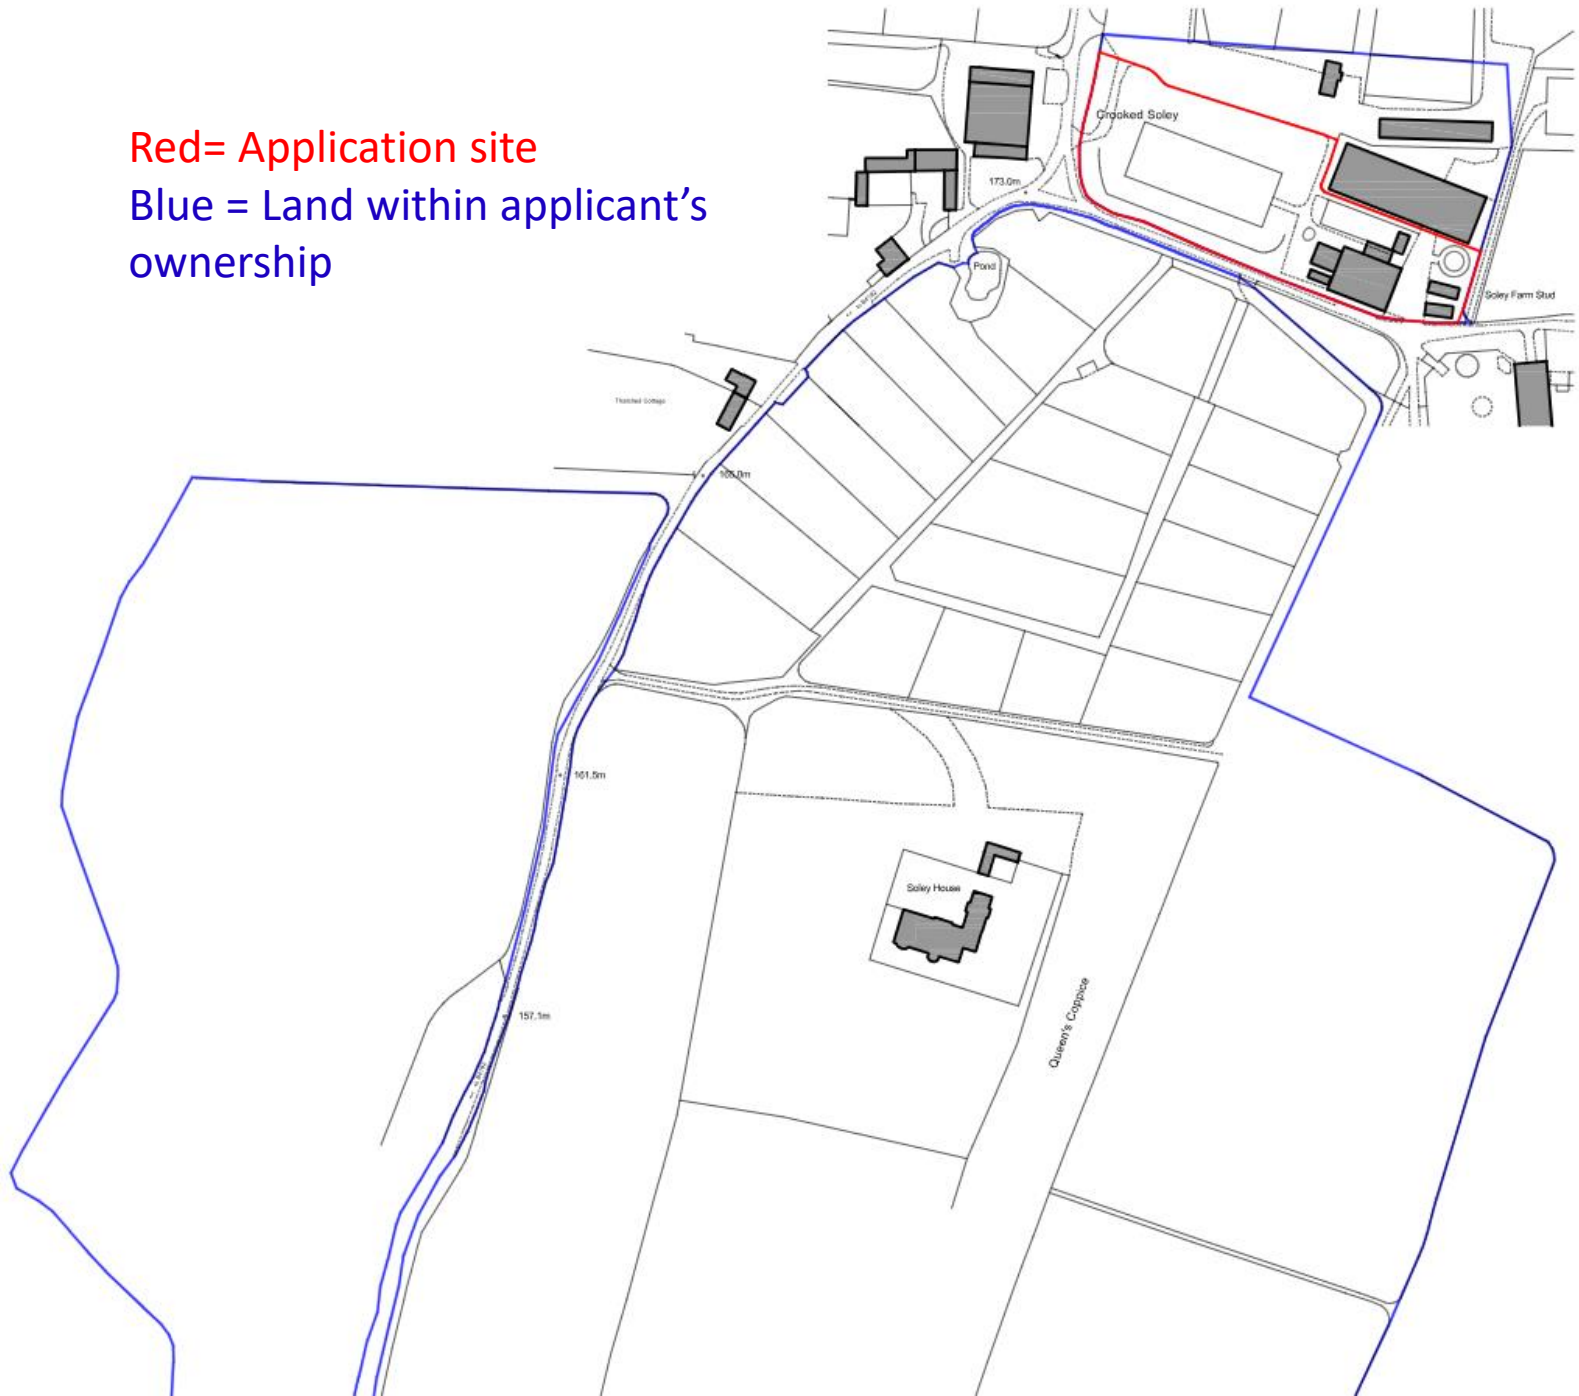 Red= Application site
Blue = Land within applicant's
ownership
Crooked Soley
173.0m
Pond
Soley Farm Stud
Thatched Cottage
161.5m
Soley House
Queen's Coppice
157.1m